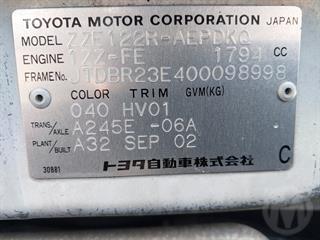 TOYOTA MOTOR CORPORATION JAPAN
MODEL ZZE122R-AEPDKQ
ENGINE 1ZZ-FE 1794 CC
FRAME No. JTDBR23E400098998
COLOR TRIM GVM(KG)
040 HV01
TRANS./AXLE A245E -06A
PLANT/BUILT A32 SEP 02
トヨタ自動車株式会社 C
30881
Pickles